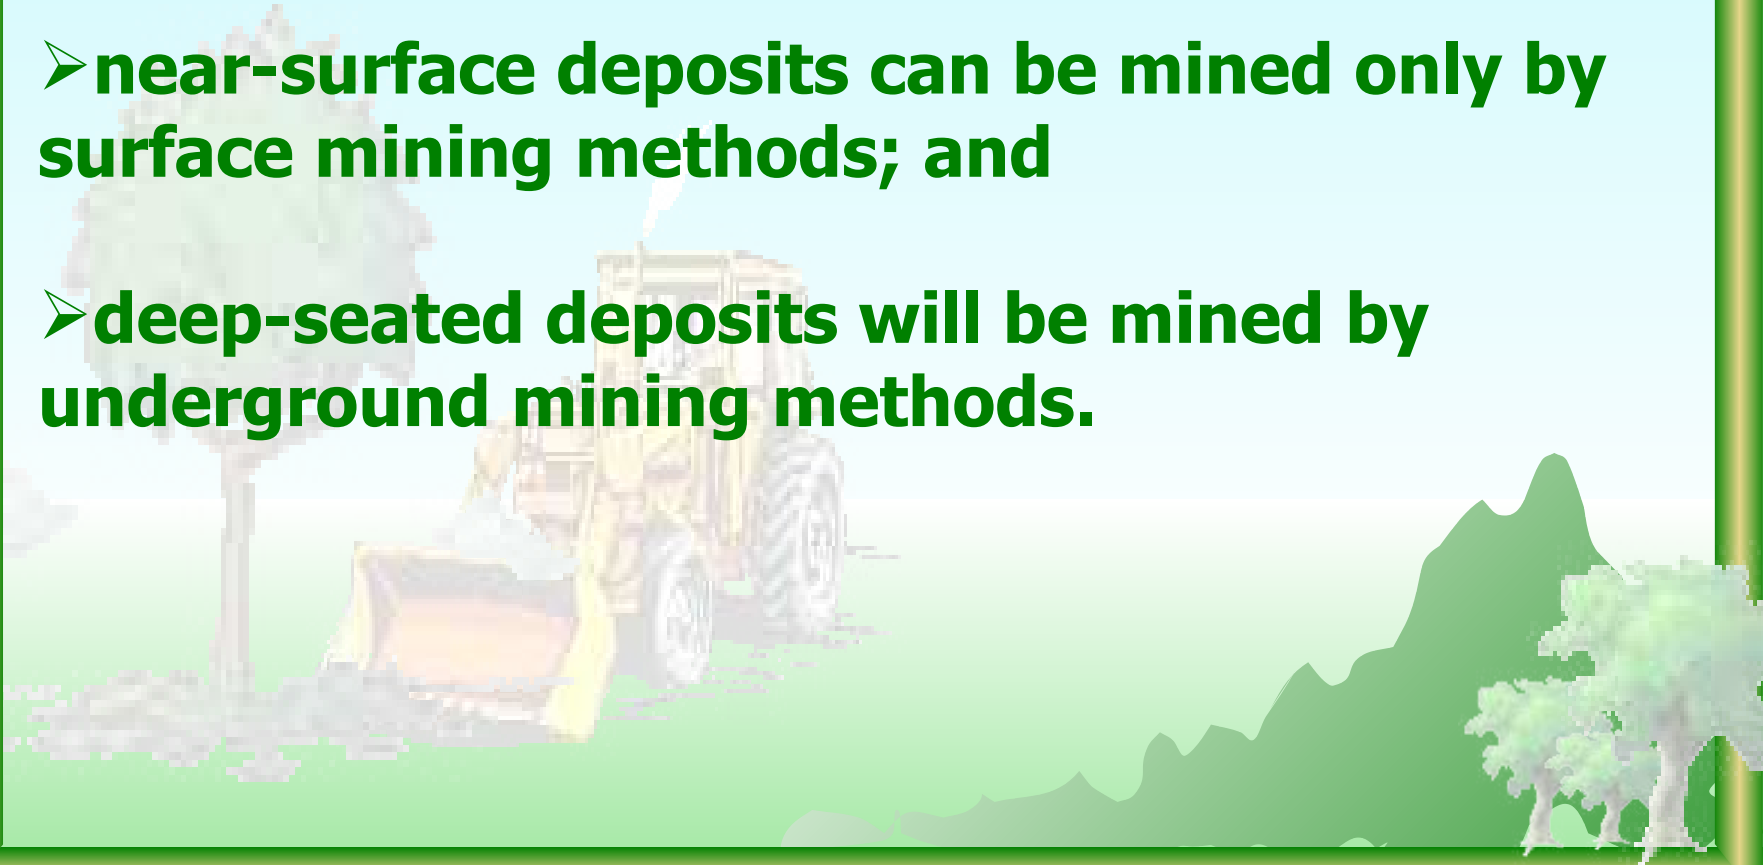 ➢near-surface deposits can be mined only by
surface mining methods; and
➢deep-seated deposits will be mined by
underground mining methods.